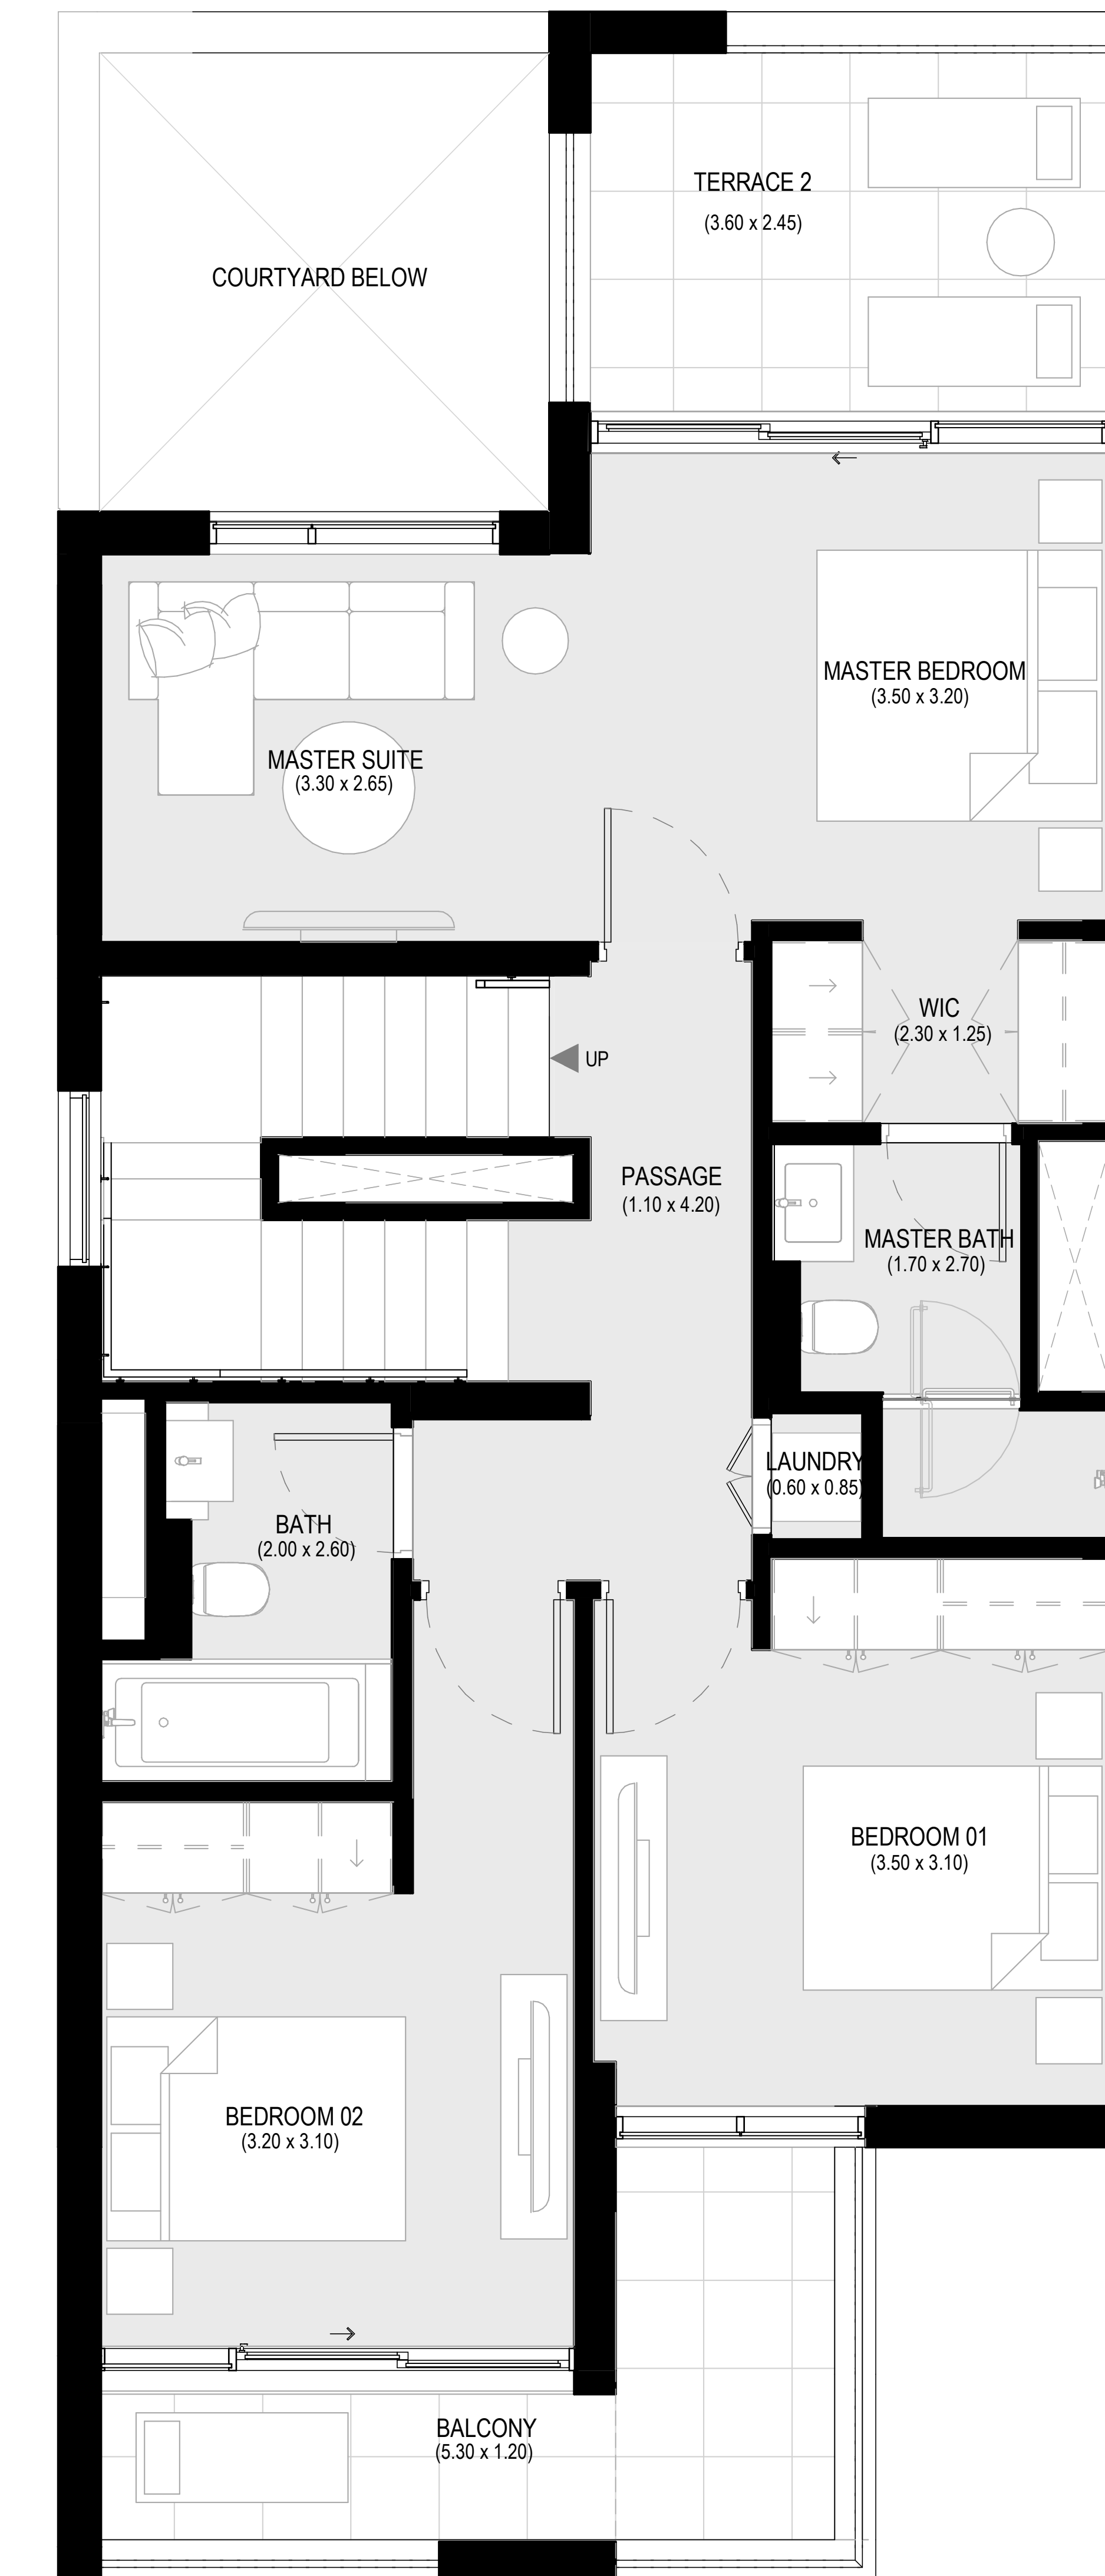 TERRACE 2
(3.60 x 2.45)
COURTYARD BELOW
MASTER BEDROOM
(3.50 x 3.20)
MASTER SUITE
(3.30 x 2.65)
WIC
(2.30 x 1.25)
UP
PASSAGE
(1.10 x 4.20)
MASTER BATH
(1.70 x 2.70)
LAUNDRY
(0.60 x 0.85)
BATH
(2.00 x 2.60)
BEDROOM 01
(3.50 x 3.10)
BEDROOM 02
(3.20 x 3.10)
BALCONY
(5.30 x 1.20)